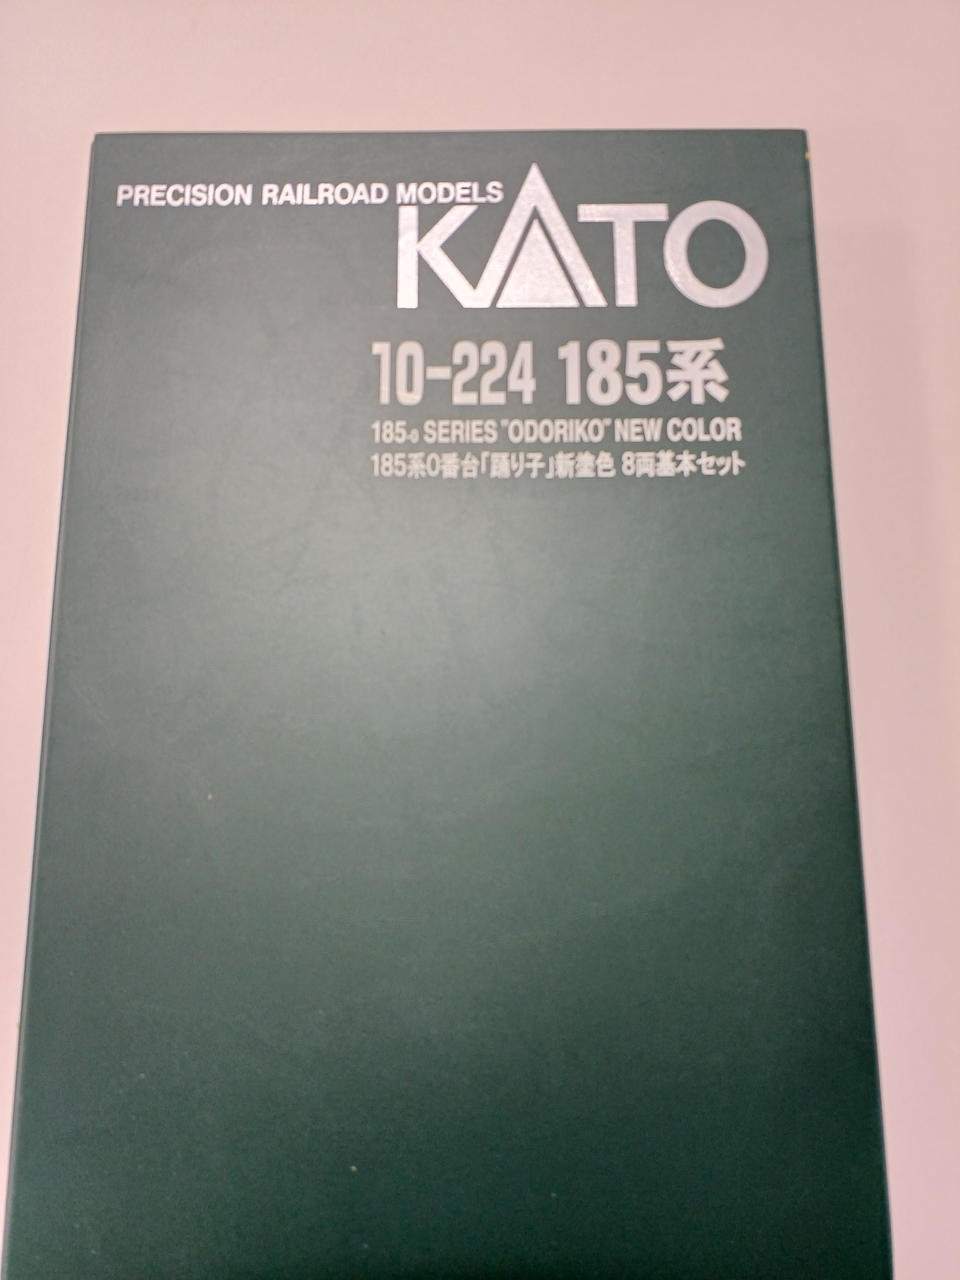 PRECISION RAILROAD MODELS
KATO
10-224 185系
185-0 SERIES "ODORIKO" NEW COLOR
185系0番台「踊り子」新塗色 8両基本セット